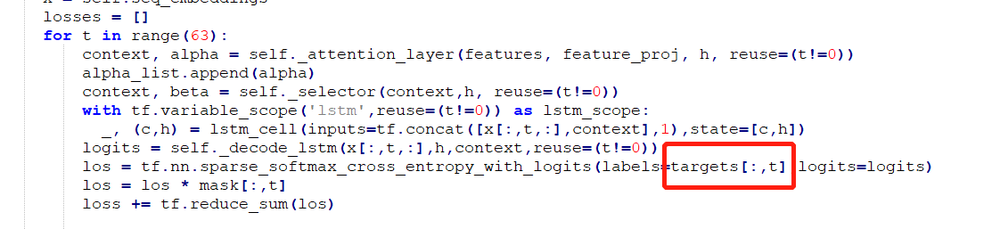 x = self.seq_embeddings
losses = []
for t in range(63):
context, alpha = self._attention_layer(features, feature_proj, h, reuse=(t!=0))
alpha_list.append(alpha)
context, beta = self._selector(context,h, reuse=(t!=0))
with tf.variable_scope('lstm',reuse=(t!=0)) as lstm_scope:
_, (c,h) = lstm_cell(inputs=tf.concat([x[:,t,:],context],1),state=[c,h])
logits = self._decode_lstm(x[:,t,:],h,context,reuse=(t!=0))
los = tf.nn.sparse_softmax_cross_entropy_with_logits(labels=targets[:,t] logits=logits)
los = los * mask[:,t]
loss += tf.reduce_sum(los)